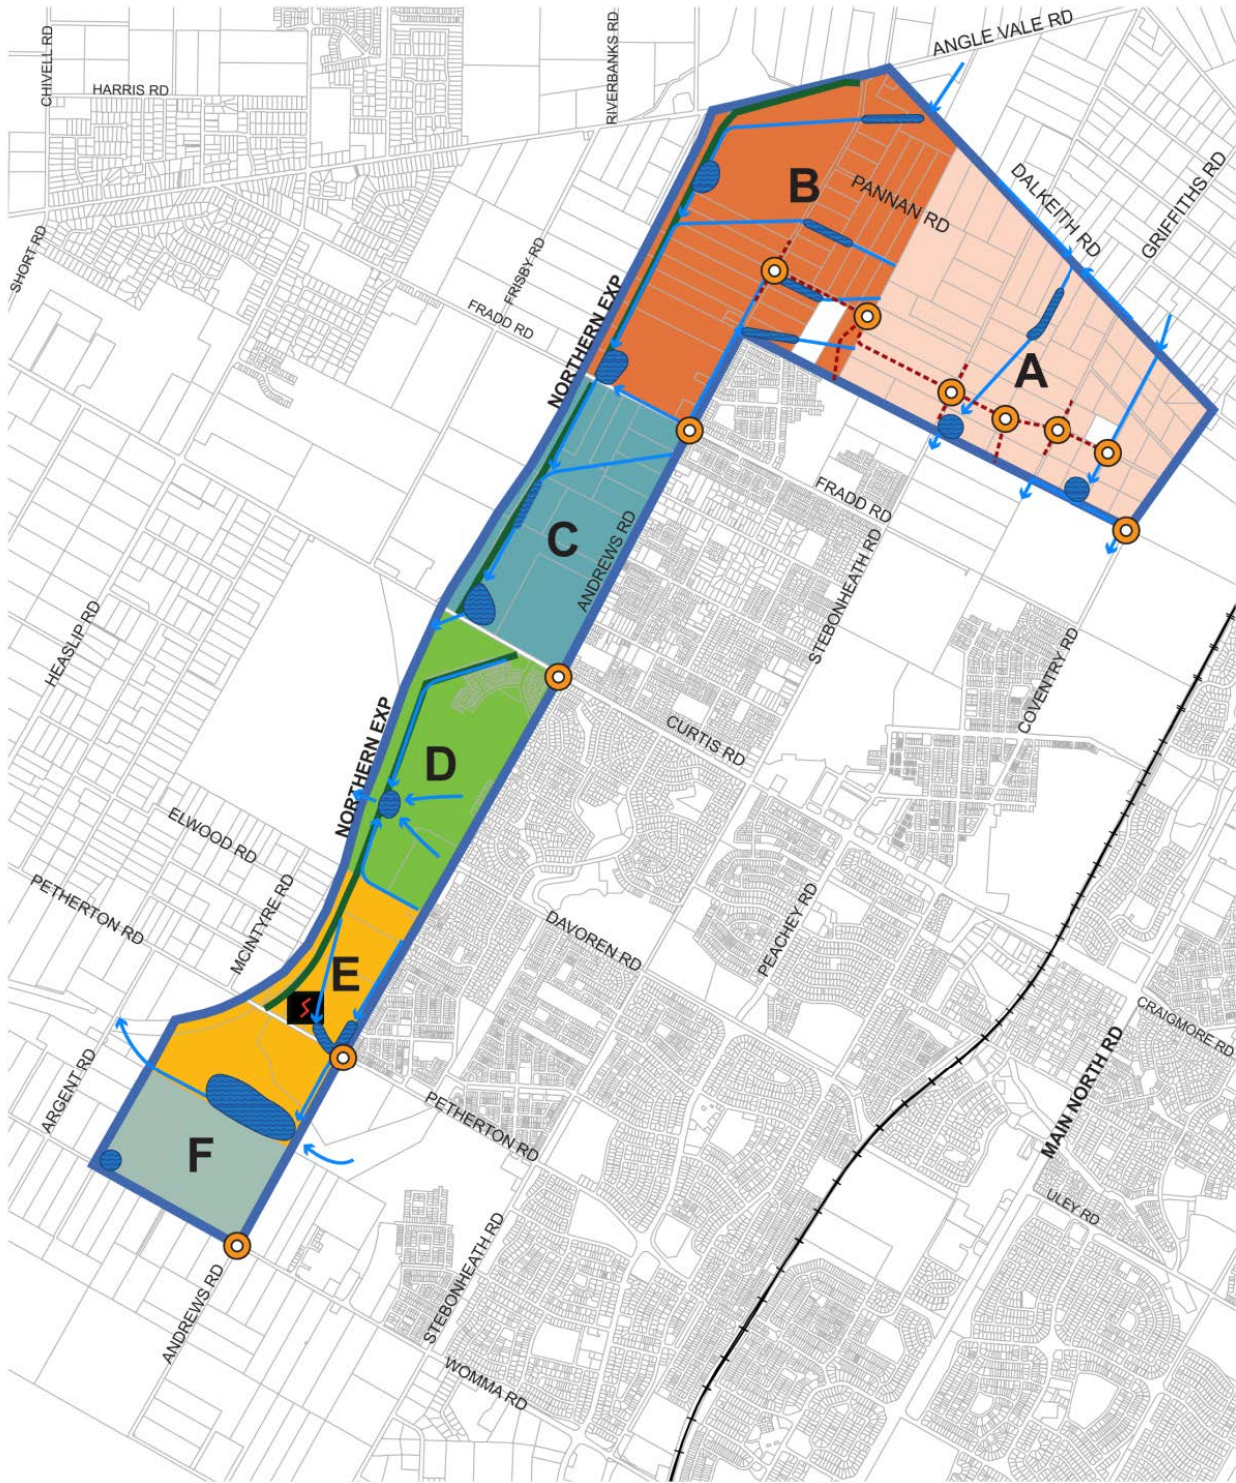 ANGLE VALE RD
CHIVELL RD
HARRIS RD
RIVERBANKS RD
DALKEITH RD
GRIFFITHS RD
B
PANNAN RD
SHORT RD
FRISBY RD
FRADD RD
NORTHERN EXP
A
FRADD RD
C
ANDREWS RD
STEBONHEATH RD
HEASLIP RD
COVENTRY RD
CURTIS RD
NORTHERN EXP
D
ELWOOD RD
PETHERTON RD
MCINTYRE RD
DAVOREN RD
PEACHEY RD
E
S
CRAIGMORE RD
MAIN NORTH RD
ARGENT RD
PETHERTON RD
F
ULEY RD
STEBONHEATH RD
ANDREWS RD
WOMMA RD